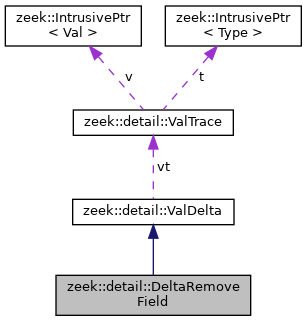 zeek::IntrusivePtr
< Val >
zeek::IntrusivePtr
< Type >
v
t
zeek::detail::ValTrace
vt
zeek::detail::ValDelta
zeek::detail::DeltaRemove
Field